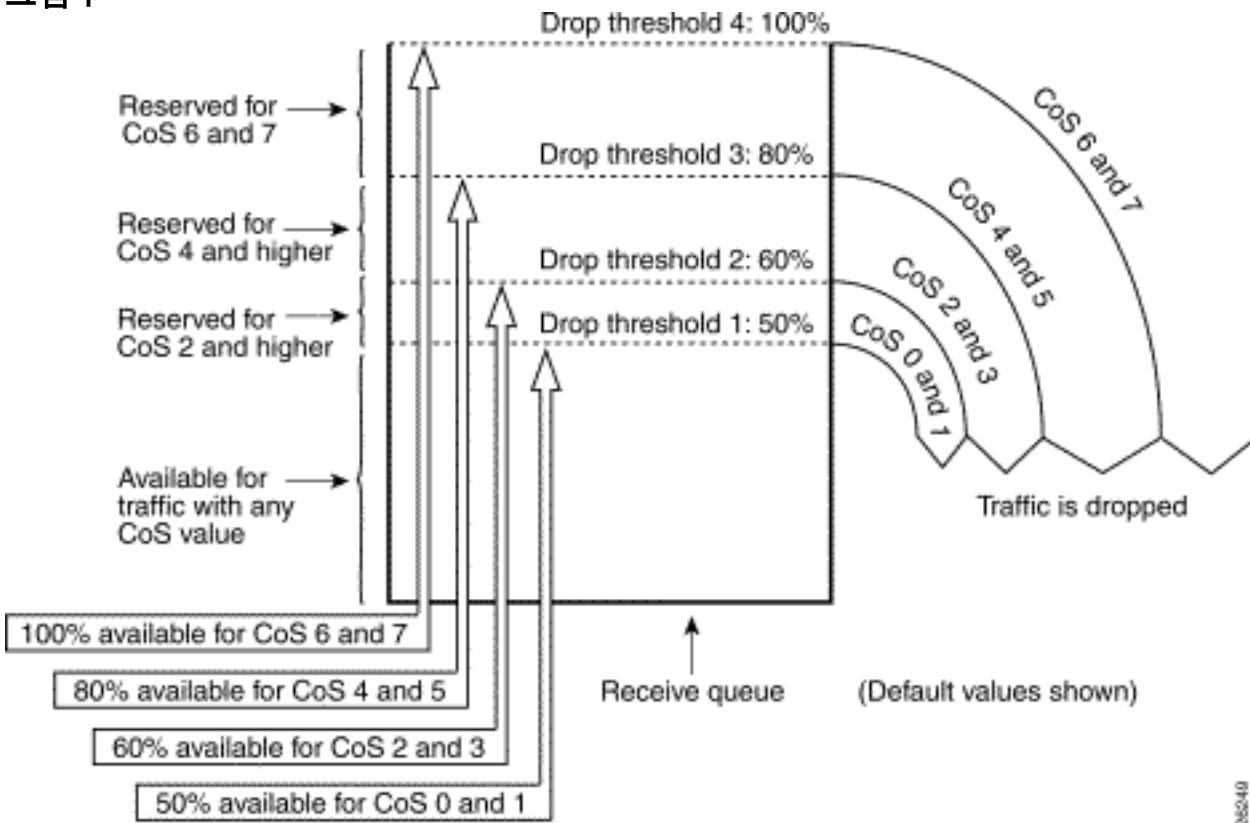 Drop threshold 4: 100%
Reserved for
CoS 6 and 7
Drop threshold 3: 80%
Reserved for
CoS 4 and higher
Drop threshold 2: 60%
Reserved for
CoS 2 and higher
Drop threshold 1: 50%
Available for
traffic with any
CoS value
CoS 6 and 7
CoS 4 and 5
CoS 2 and 3
CoS 0 and 1
Traffic is dropped
100% available for CoS 6 and 7
80% available for CoS 4 and 5
60% available for CoS 2 and 3
50% available for CoS 0 and 1
Receive queue
(Default values shown)